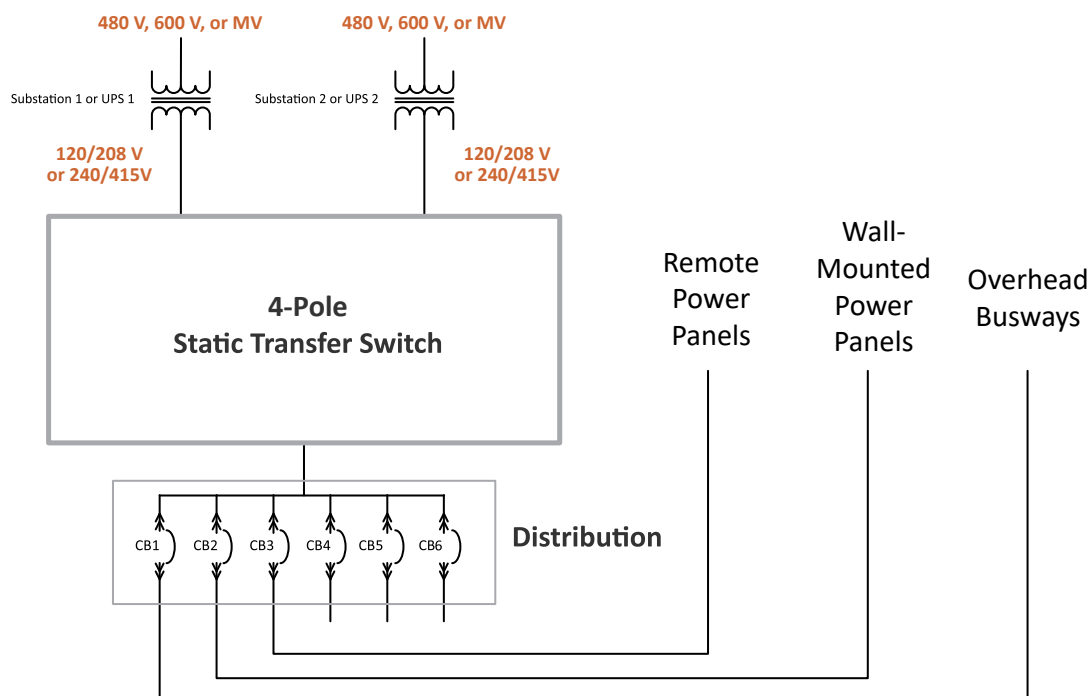 480 V, 600 V, or MV
480 V, 600 V, or MV
Substation 1 or UPS 1
Substation 2 or UPS 2
120/208 V
or 240/415V
120/208 V
or 240/415V
4-Pole
Static Transfer Switch
Remote
Power
Panels
Wall-
Mounted
Power
Panels
Overhead
Busways
CB1
CB2
CB3
CB4
CB5
CB6
Distribution